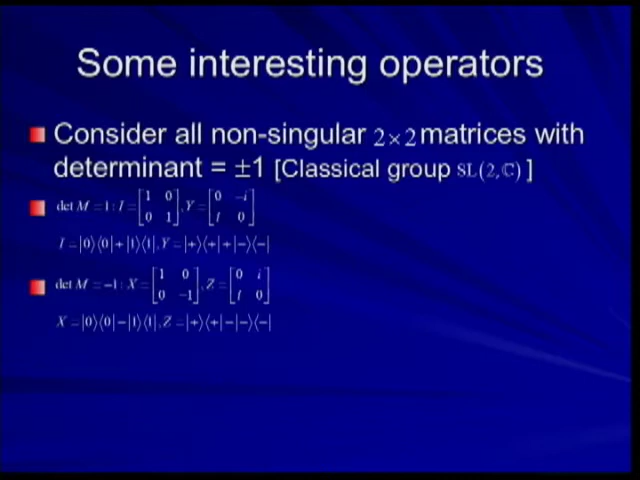 Some interesting operators
Consider all non-singular 2×2 matrices with
determinant = ±1 [Classical group SL(2,ℂ) ]
det M = 1 : I = [1 0; 0 1], Y = [0 -i; i 0]
I = |0⟩⟨0| + |1⟩⟨1|, Y = |+⟩⟨+| + |−⟩⟨−|
det M = −1 : X = [1 0; 0 −1], Z = [0 i; i 0]
X = |0⟩⟨0| − |1⟩⟨1|, Z = |+⟩⟨+| − |−⟩⟨−|